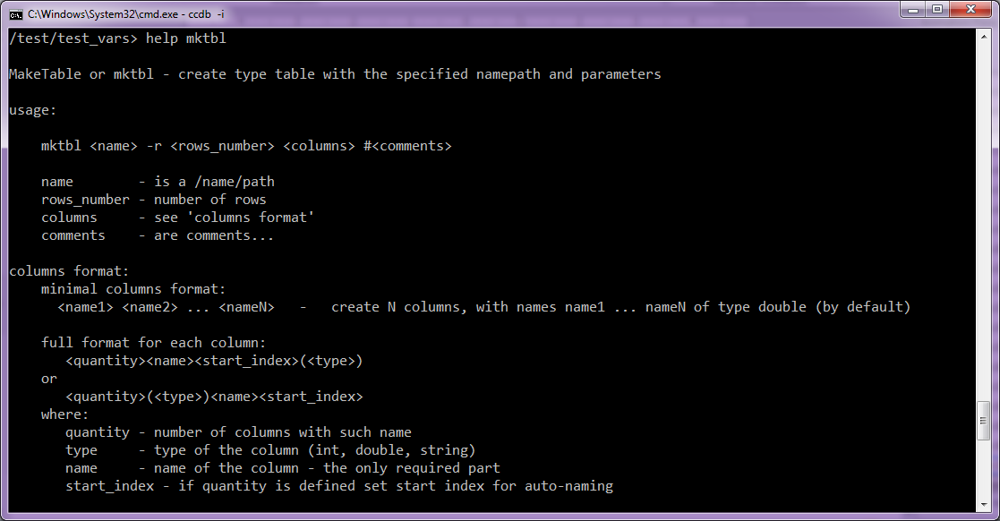 C:\Windows\System32\cmd.exe - ccdb  -i
/test/test_vars> help mktbl
MakeTable or mktbl - create type table with the specified namepath and parameters
usage:
mktbl <name> -r <rows_number> <columns> #<comments>
name        - is a /name/path
rows_number - number of rows
columns     - see 'columns format'
comments    - are comments...
columns format:
minimal columns format:
<name1> <name2> ... <nameN>   -   create N columns, with names name1 ... nameN of type double (by default)
full format for each column:
<quantity><name><start_index>(<type>)
or
<quantity>(<type>)<name><start_index>
where:
quantity - number of columns with such name
type     - type of the column (int, double, string)
name     - name of the column - the only required part
start_index - if quantity is defined set start index for auto-naming